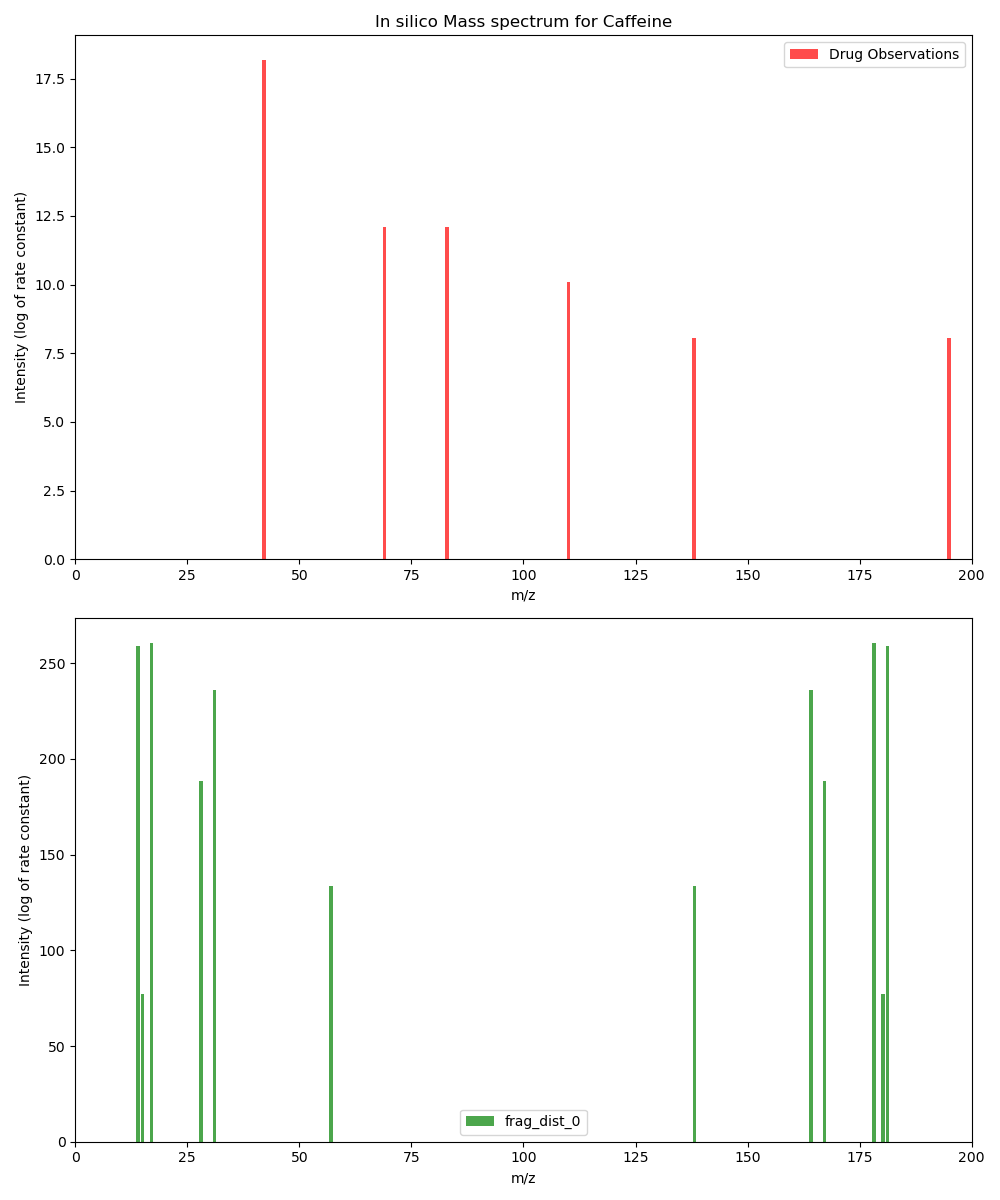 In silico Mass spectrum for Caffeine
Drug Observations
Intensity (log of rate constant)
17.5
15.0
12.5
10.0
7.5
5.0
2.5
0.0
0 25 50 75 100 125 150 175 200
m/z
Intensity (log of rate constant)
250
200
150
100
50
0
frag_dist_0
0 25 50 75 100 125 150 175 200
m/z